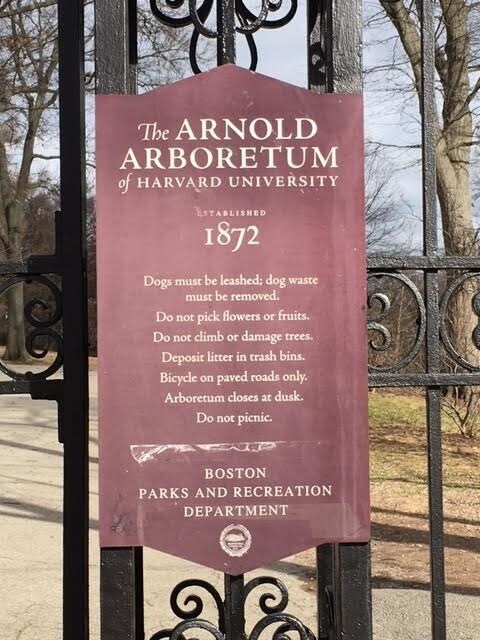 The ARNOLD
ARBORETUM
of HARVARD UNIVERSITY
ESTABLISHED
1872
Dogs must be leashed; dog waste
must be removed.
Do not pick flowers or fruits.
Do not climb or damage trees.
Deposit litter in trash bins.
Bicycle on paved roads only.
Arboretum closes at dusk.
Do not picnic.
BOSTON
PARKS AND RECREATION
DEPARTMENT